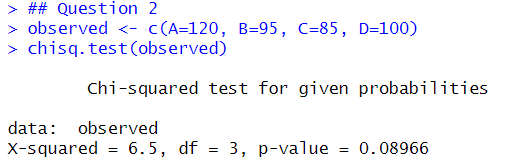 > ## Question 2
> observed <- c(A=120, B=95, C=85, D=100)
> chisq.test(observed)
Chi-squared test for given probabilities
data:  observed
X-squared = 6.5, df = 3, p-value = 0.08966